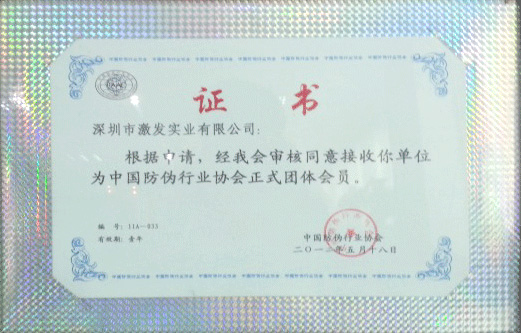 证 书
深圳市激发实业有限公司:
根据申请，经我会审核同意接收你单位
为中国防伪行业协会正式团体会员。
编 号: 11A-035
有效期: 壹年
中国防伪行业协会
二〇一二年五月十八日